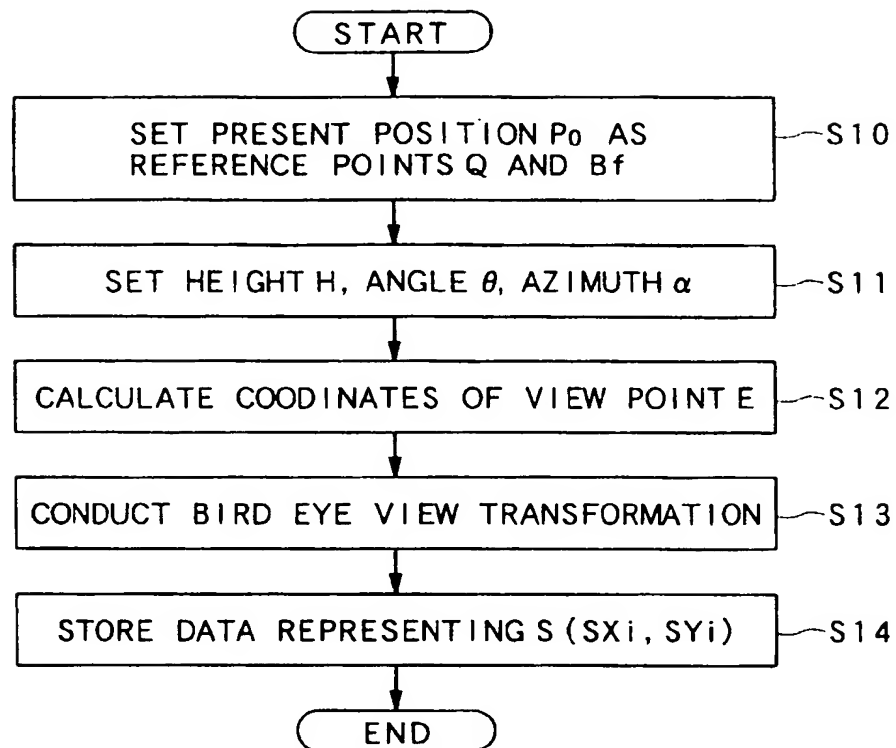 START
SET PRESENT POSITION P0 AS
REFERENCE POINTS Q AND Bf
S10
SET HEIGHT H, ANGLE θ, AZIMUTH α
S11
CALCULATE COODINATES OF VIEW POINT E
S12
CONDUCT BIRD EYE VIEW TRANSFORMATION
S13
STORE DATA REPRESENTING S (SXi, SYi)
S14
END